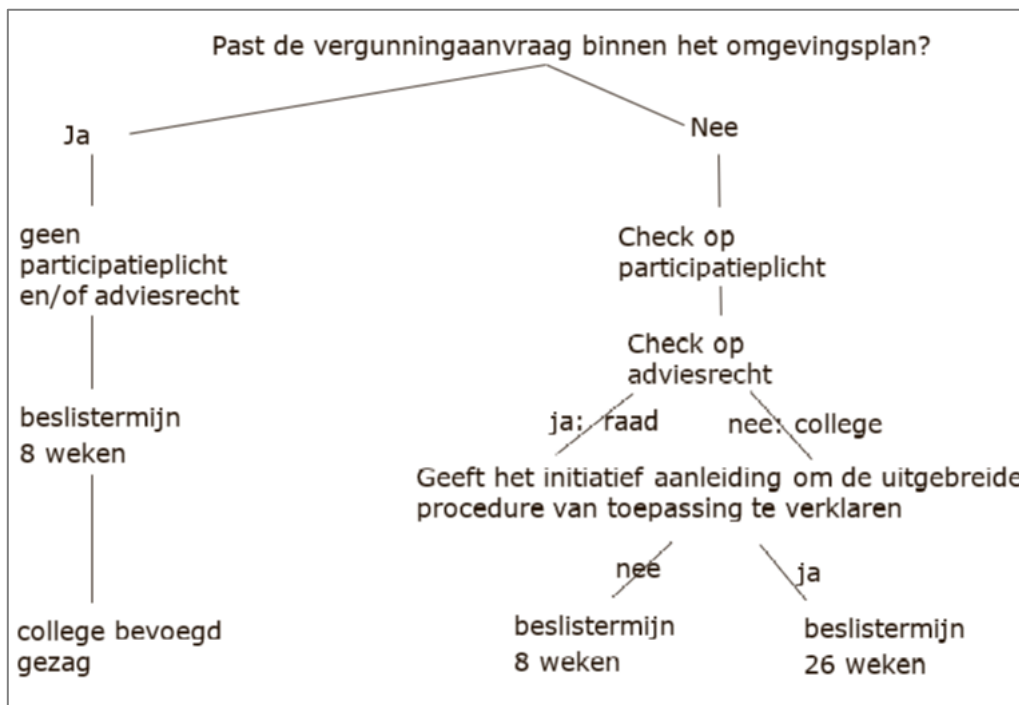 Past de vergunningaanvraag binnen het omgevingsplan?
Ja
Nee
geen
participatieplicht
en/of adviesrecht
Check op
participatieplicht
Check op
adviesrecht
beslistermijn
8 weken
ja: raad
nee: college
Geeft het initiatief aanleiding om de uitgebreide
procedure van toepassing te verklaren
nee
ja
college bevoegd
gezag
beslistermijn
8 weken
beslistermijn
26 weken